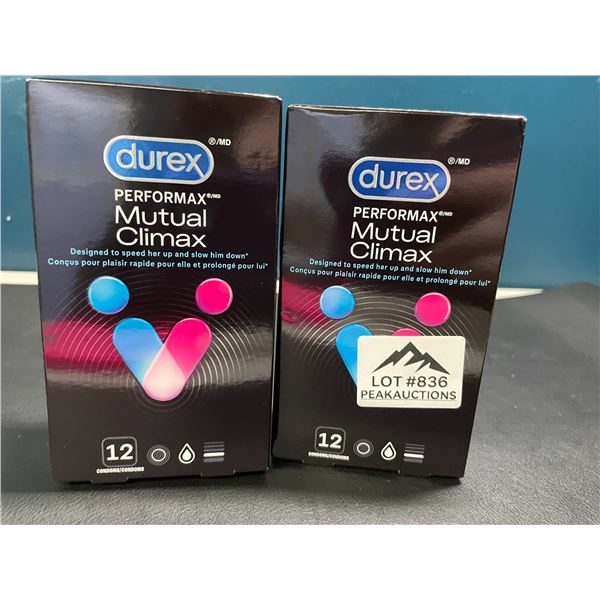 durex ®/MD
PERFORMAX®/MD
Mutual
Climax
Designed to speed her up and slow him down*
Conçus pour plaisir rapide pour elle et prolongé pour lui*
12
CONDOMS/CONDOMS
durex ®/MD
PERFORMAX®/MD
Mutual
Climax
Designed to speed her up and slow him down*
Conçus pour plaisir rapide pour elle et prolongé pour lui*
LOT #836
PEAKAUCTIONS
12
CONDOMS/CONDOMS